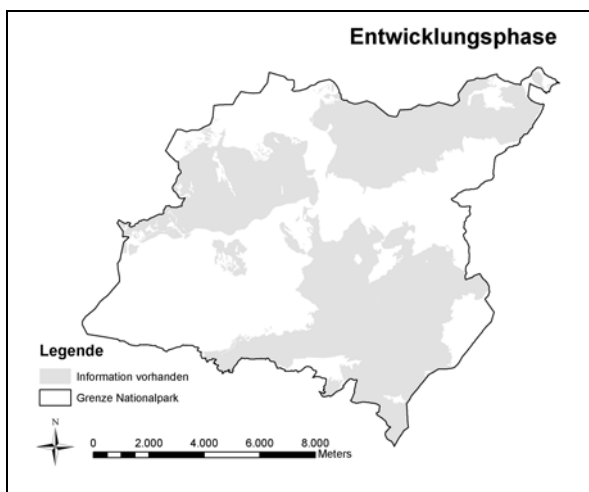 Entwicklungsphase
Legende
Information vorhanden
Grenze Nationalpark
N
0 2.000 4.000 6.000 8.000
Meters